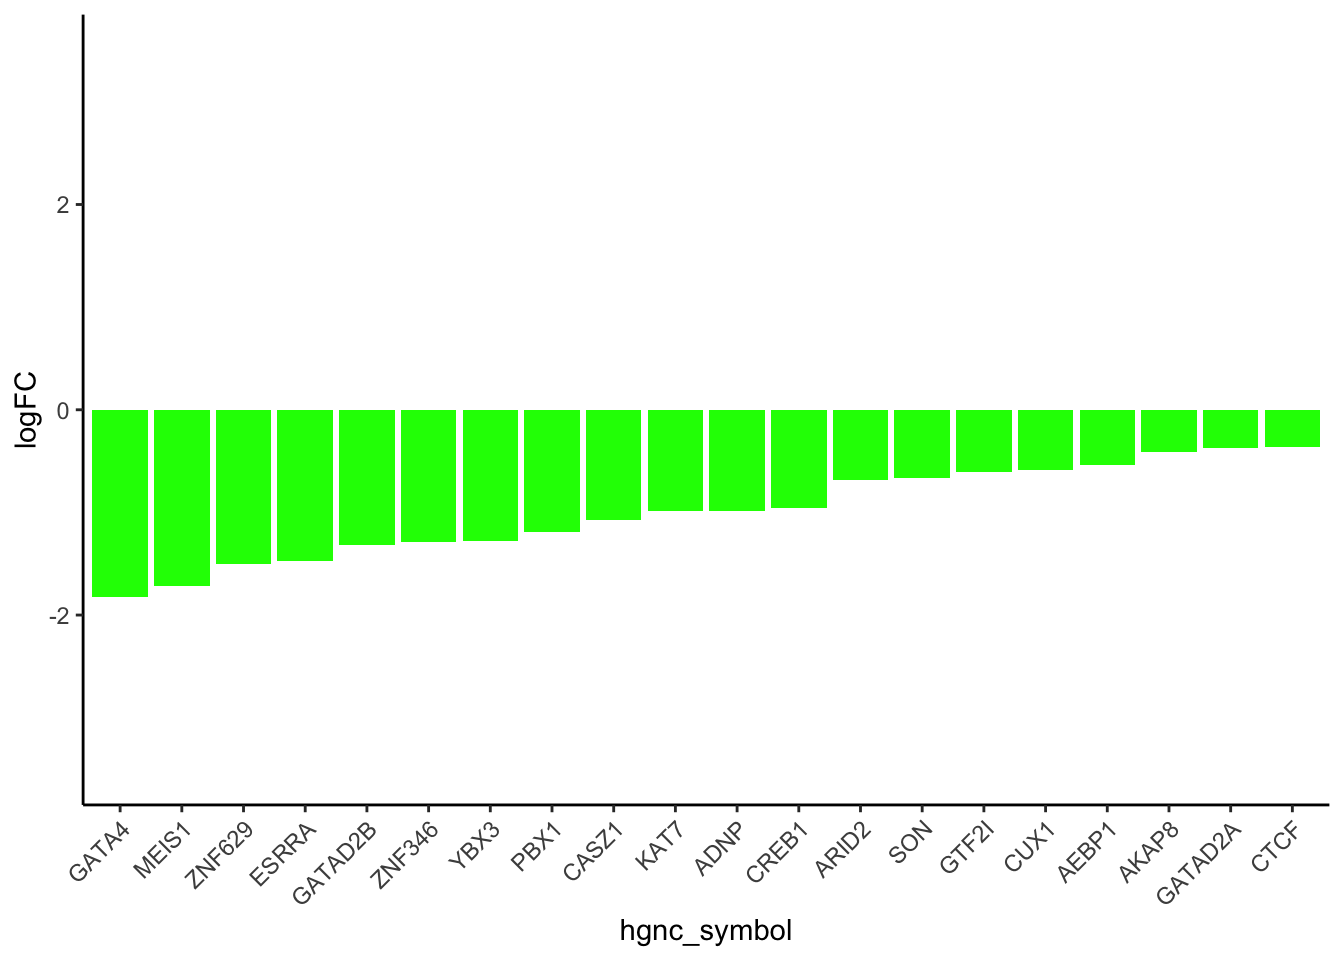 logFC
2
0
-2
GATA4
MEIS1
ZNF629
ESRRA
GATAD2B
ZNF346
YBX3
PBX1
CASZ1
KAT7
ADNP
CREB1
ARID2
SON
GTF2I
CUX1
AEBP1
AKAP8
GATAD2A
CTCF
hgnc_symbol